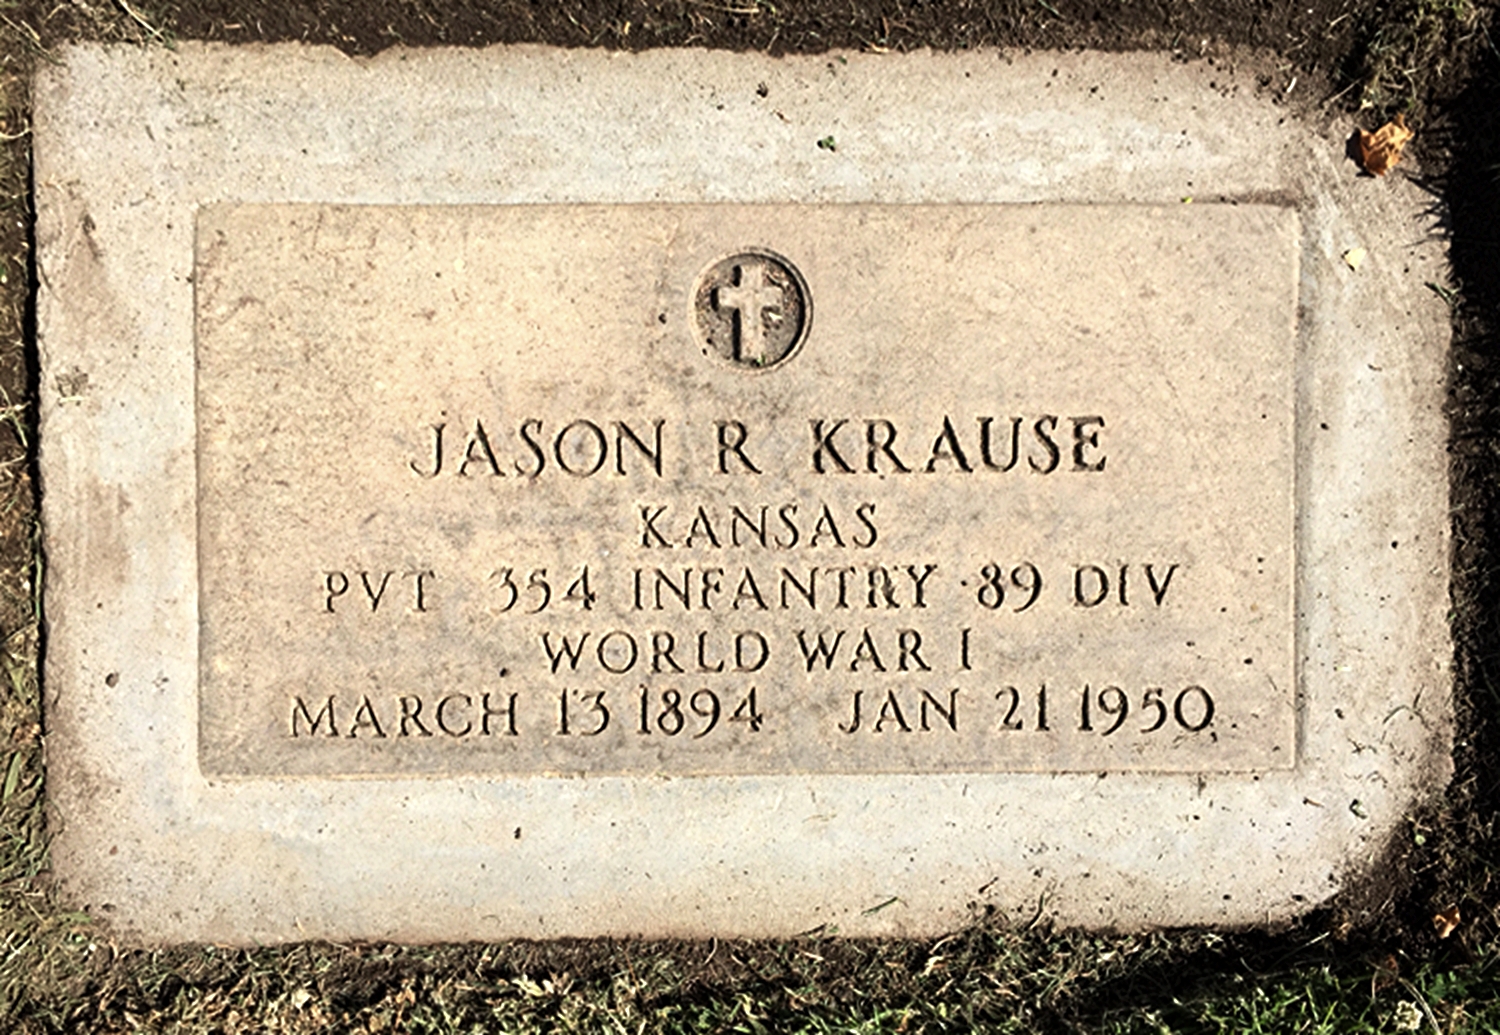 JASON R KRAUSE
KANSAS
PVT 354 INFANTRY 89 DIV
WORLD WAR I
MARCH 13 1894 JAN 21 1950